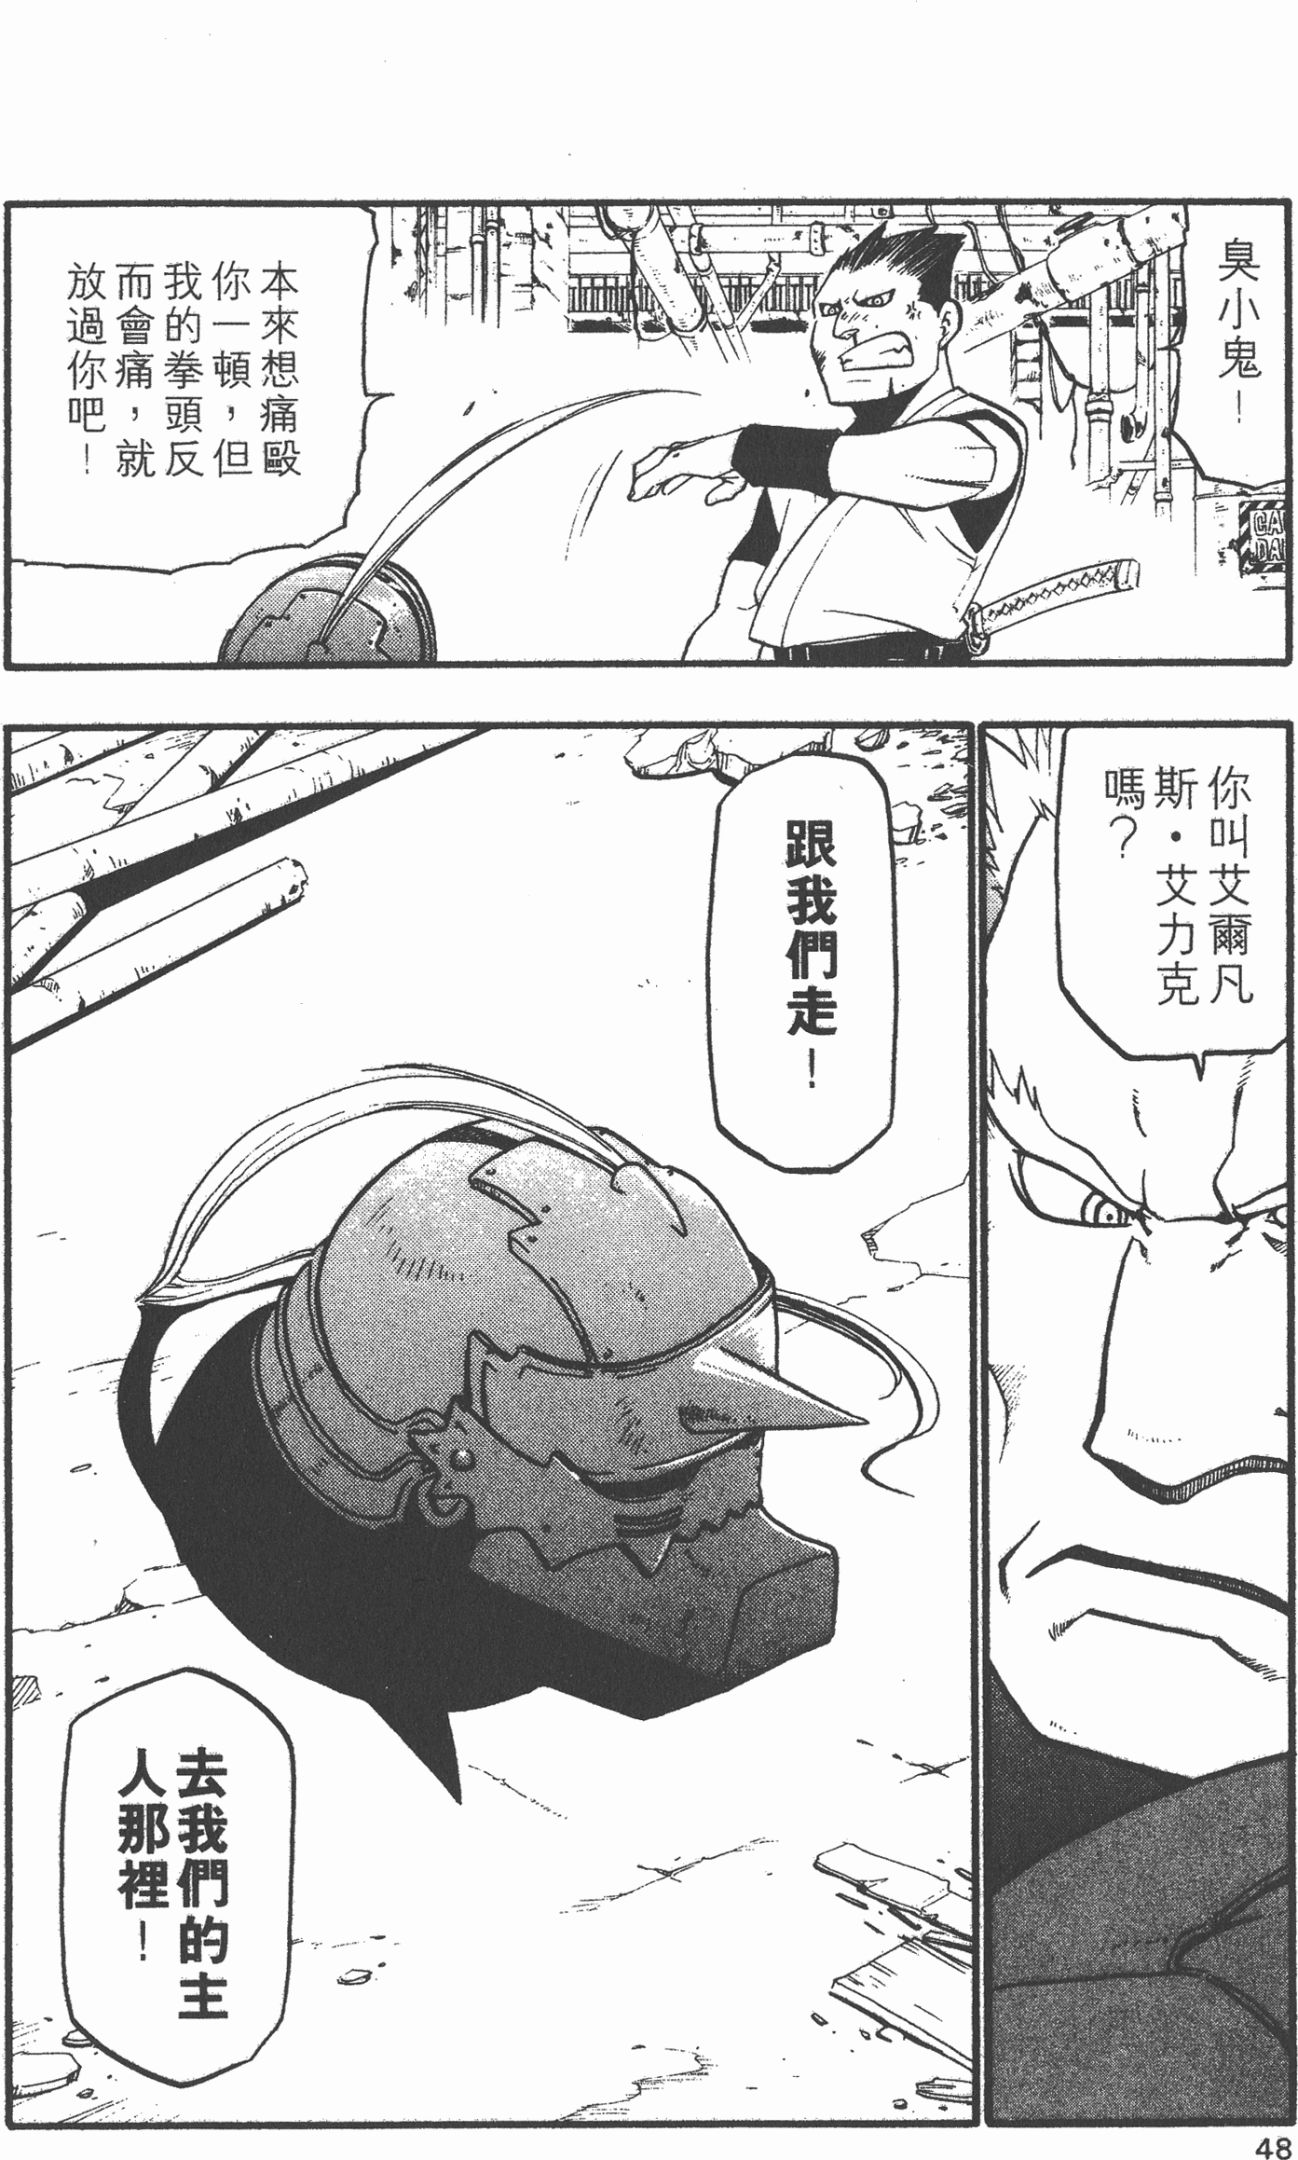 臭小鬼！
本來想痛毆
你一頓，但
我的拳頭反
而會痛，就
放過你吧！
CA
DA
你叫艾爾凡
斯・艾力克
嗎？
跟我們走！
去我們的主
人那裡！
48